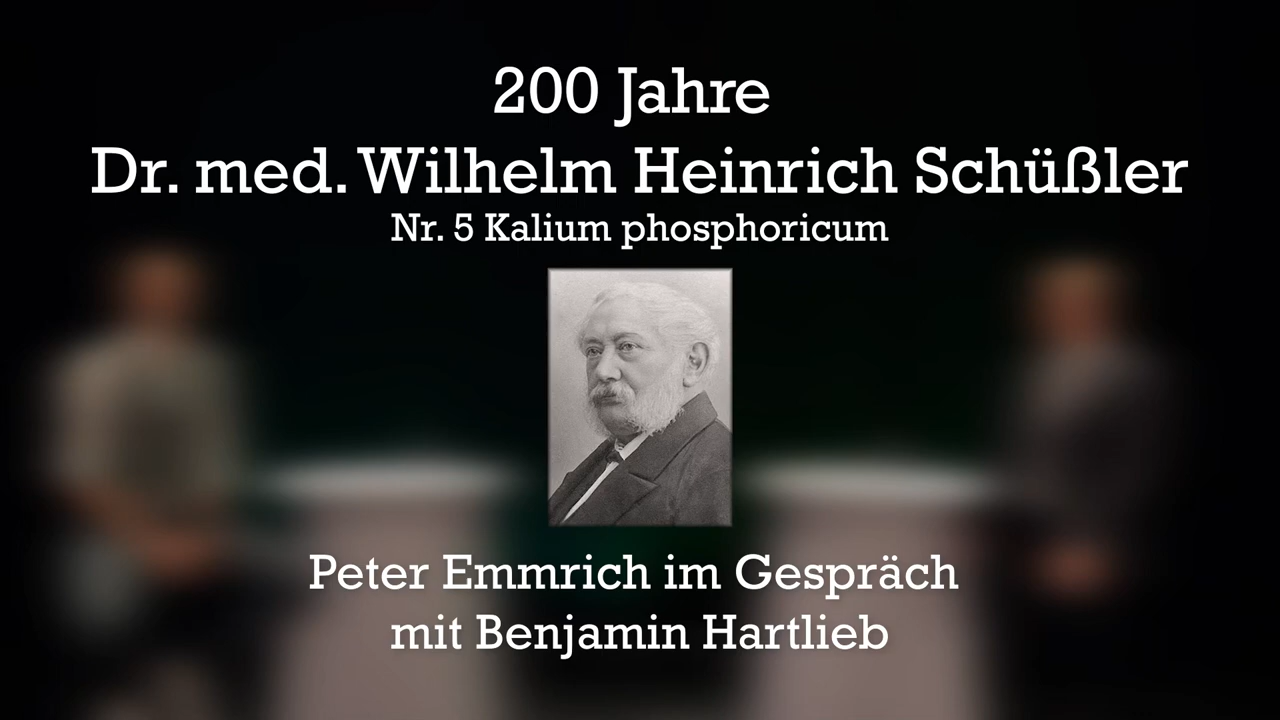 200 Jahre
Dr. med. Wilhelm Heinrich Schüßler
Nr. 5 Kalium phosphoricum
Peter Emmrich im Gespräch
mit Benjamin Hartlieb